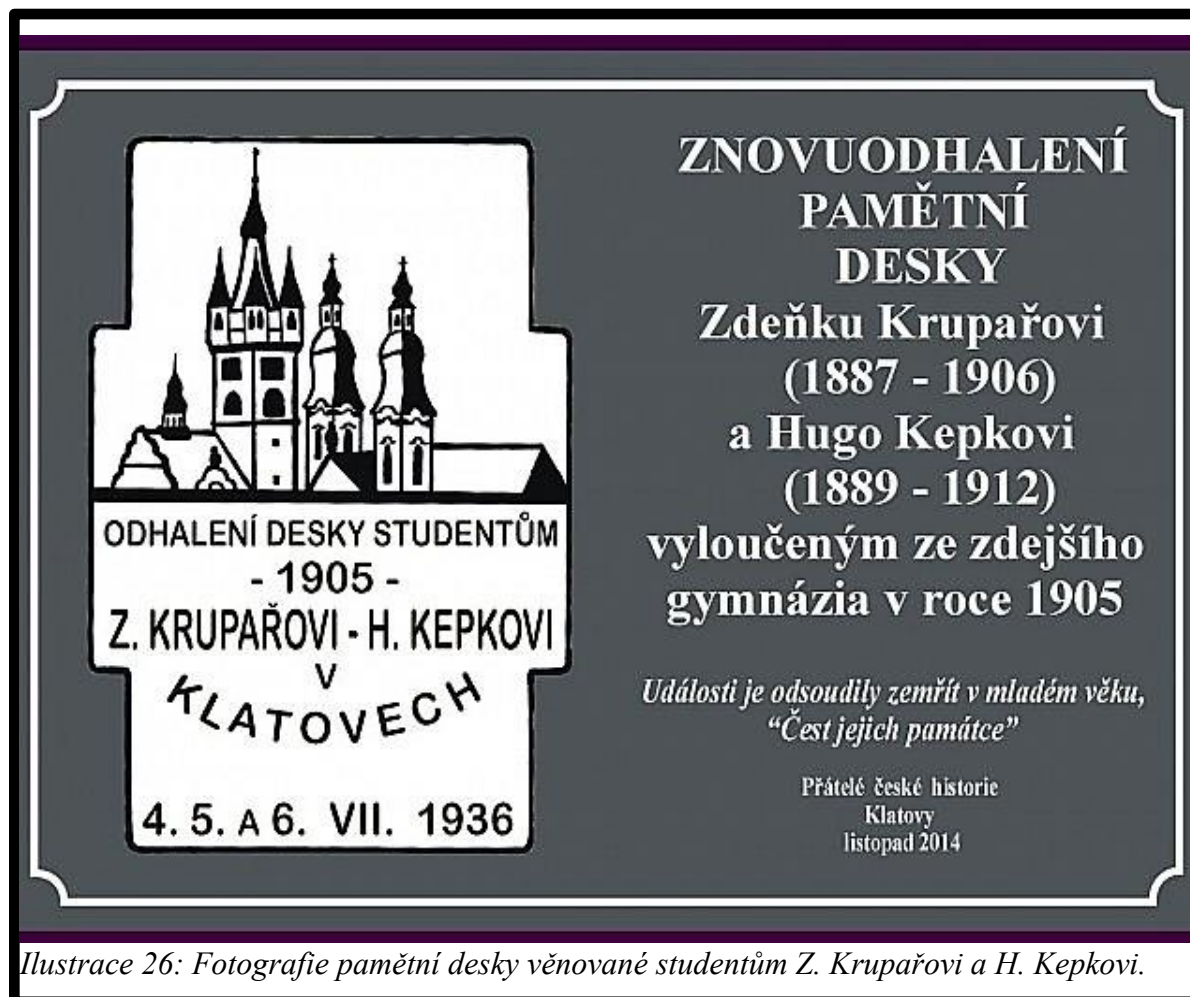 ODHALENÍ DESKY STUDENTŮM
- 1905 -
Z. KRUPAŘOVI - H. KEPKOVI
V
KLATOVECH
4. 5. A 6. VII. 1936
ZNOVUODHALENÍ
PAMĚTNÍ
DESKY
Zdeňku Krupařovi
(1887 - 1906)
a Hugo Kepkovi
(1889 - 1912)
vyloučeným ze zdejšího
gymnázia v roce 1905
Události je odsoudily zemřít v mladém věku,
“Čest jejich památce”
Přátelé české historie
Klatovy
listopad 2014
Ilustrace 26: Fotografie pamětní desky věnované studentům Z. Krupařovi a H. Kepkovi.